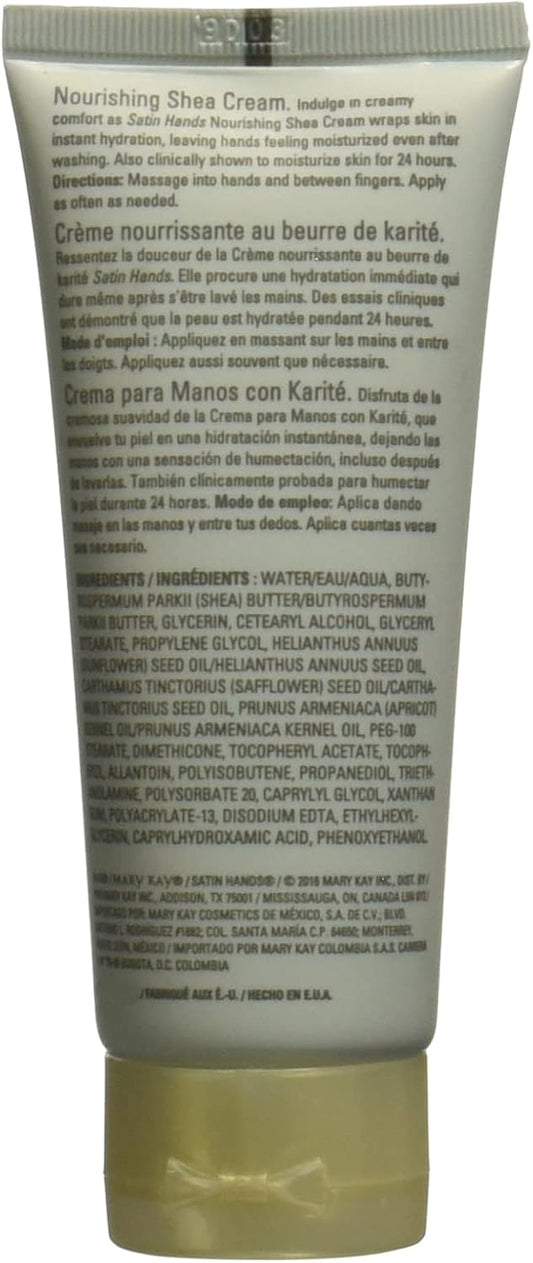 Nourishing Shea Cream. Indulge in creamy
comfort as Satin Hands Nourishing Shea Cream wraps skin in
instant hydration, leaving hands feeling moisturized even after
washing. Also clinically shown to moisturize skin for 24 hours.
Directions: Massage into hands and between fingers. Apply
as often as needed.
Crème nourrissante au beurre de karité.
Ressentez la douceur de la Crème nourrissante au beurre de
karité Satin Hands. Elle procure une hydratation immédiate qui
dure même après s'être lavé les mains. Des essais cliniques
ont démontré que la peau est hydratée pendant 24 heures.
Mode d'emploi : Appliquez en massant sur les mains et entre
les doigts. Appliquez aussi souvent que nécessaire.
Crema para Manos con Karité. Disfruta de la
cremosa suavidad de la Crema para Manos con Karité, que
envuelve tu piel en una hidratación instantánea, dejando las
manos con una sensación de humectación, incluso después
de lavarlas. También clínicamente probada para humectar
la piel durante 24 horas. Modo de empleo: Aplica dando
masaje en las manos y entre tus dedos. Aplica cuantas veces
sea necesario.
INGREDIENTS / INGRÉDIENTS : WATER/EAU/AQUA, BUTY-
ROSPERMUM PARKII (SHEA) BUTTER/BUTYROSPERMUM
PARKII BUTTER, GLYCERIN, CETEARYL ALCOHOL, GLYCERYL
STEARATE, PROPYLENE GLYCOL, HELIANTHUS ANNUUS
(SUNFLOWER) SEED OIL/HELIANTHUS ANNUUS SEED OIL,
CARTHAMUS TINCTORIUS (SAFFLOWER) SEED OIL/CARTHA-
MUS TINCTORIUS SEED OIL, PRUNUS ARMENIACA (APRICOT)
KERNEL OIL/PRUNUS ARMENIACA KERNEL OIL, PEG-100
STEARATE, DIMETHICONE, TOCOPHERYL ACETATE, TOCOPH-
EROL, ALLANTOIN, POLYISOBUTENE, PROPANEDIOL, TRIETH-
ANOLAMINE, POLYSORBATE 20, CAPRYLYL GLYCOL, XANTHAN
GUM, POLYACRYLATE-13, DISODIUM EDTA, ETHYLHEXYL-
GLYCERIN, CAPRYLHYDROXAMIC ACID, PHENOXYETHANOL
/ MARY KAY® / SATIN HANDS® / © 2016 MARY KAY INC., DIST. BY /
MARY KAY INC., ADDISON, TX 75001 / MISSISSAUGA, ON, CANADA
IMPORTADO POR: MARY KAY COSMETICS DE MÉXICO, S.A. DE C.V.; BLVD.
ANTONIO L. RODRIGUEZ #1882; COL. SANTA MARÍA C.P. 64650; MONTERREY,
NUEVO LEÓN, MÉXICO / IMPORTADO POR MARY KAY COLOMBIA S.A.S. CARRERA
BOGOTA, D.C. COLOMBIA
/ FABRIQUÉ AUX É.-U. / HECHO EN E.U.A.